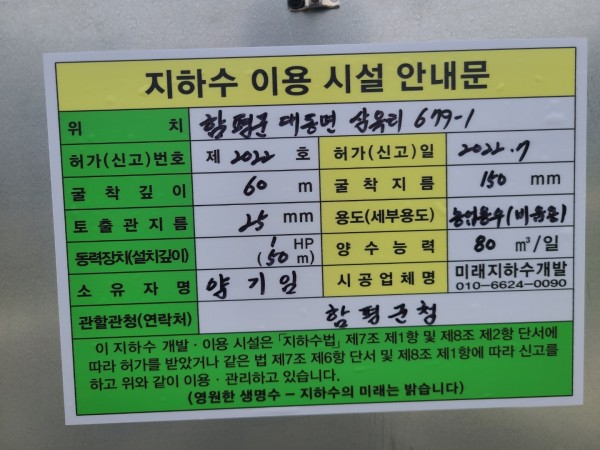 지하수 이용 시설 안내문
위 치 함평군 대동면 상옥리 679-1
허가(신고)번호 제 2022 호 허가(신고)일 2022.7
굴착깊이 60 m 굴착지름 150 mm
토출관지름 25 mm 용도(세부용도) 농업용수(비음용)
동력장치(설치깊이) 1 HP (50 m) 양수능력 80 m³/일
소유자명 양기임 시공업체명 미래지하수개발 010-6624-0090
관할관청(연락처) 함평군청
이 지하수 개발·이용 시설은 「지하수법」 제7조 제1항 및 제8조 제2항 단서에
따라 허가를 받았거나 같은 법 제7조 제6항 단서 및 제8조 제1항에 따라 신고를
하고 위와 같이 이용·관리하고 있습니다.
(영원한 생명수 – 지하수의 미래는 밝습니다)